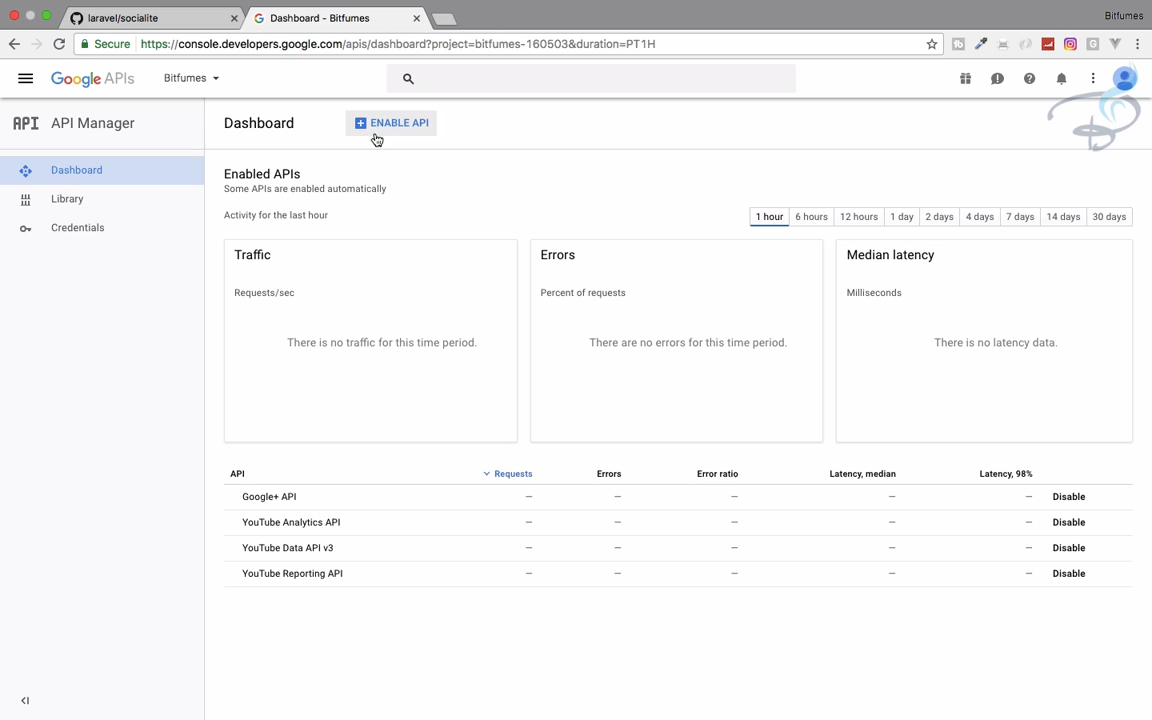 laravel/socialite
Dashboard - Bitfumes
Bitfumes
Secure
https://console.developers.google.com/apis/dashboard?project=bitfumes-160503&duration=PT1H
Google APIs
Bitfumes
API
API Manager
Dashboard
ENABLE API
Dashboard
Library
Credentials
Enabled APIs
Some APIs are enabled automatically
Activity for the last hour
1 hour 6 hours 12 hours 1 day 2 days 4 days 7 days 14 days 30 days
Traffic
Requests/sec
There is no traffic for this time period.
Errors
Percent of requests
There are no errors for this time period.
Median latency
Milliseconds
There is no latency data.
API Requests Errors Error ratio Latency, median Latency, 98%
Google+ API – – – – – Disable
YouTube Analytics API – – – – – Disable
YouTube Data API v3 – – – – – Disable
YouTube Reporting API – – – – – Disable